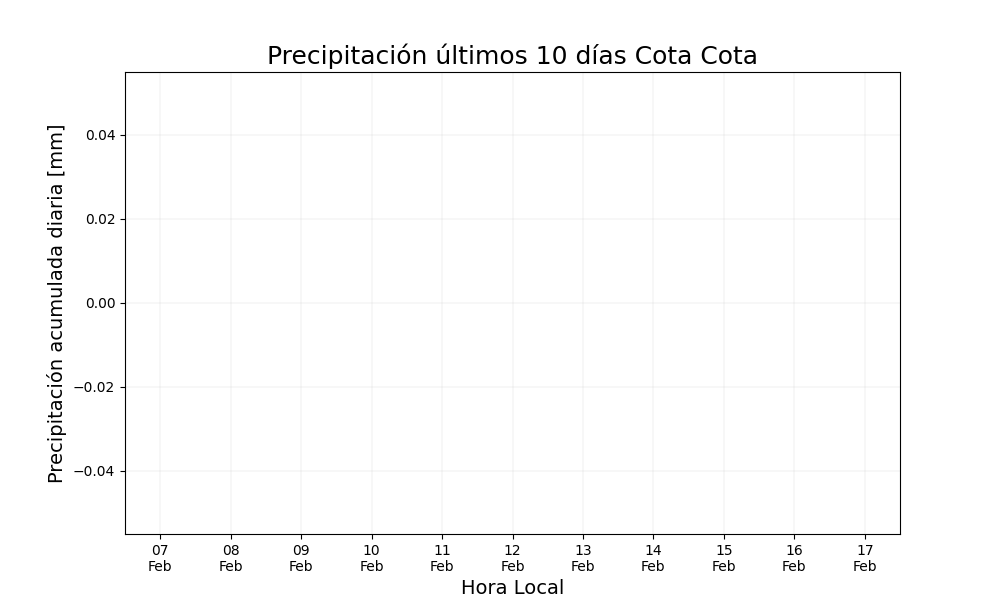 Precipitación últimos 10 días Cota Cota
Precipitación acumulada diaria [mm]
0.04
0.02
0.00
−0.02
−0.04
07 08 09 10 11 12 13 14 15 16 17
Feb Feb Feb Feb Feb Feb Feb Feb Feb Feb Feb
Hora Local